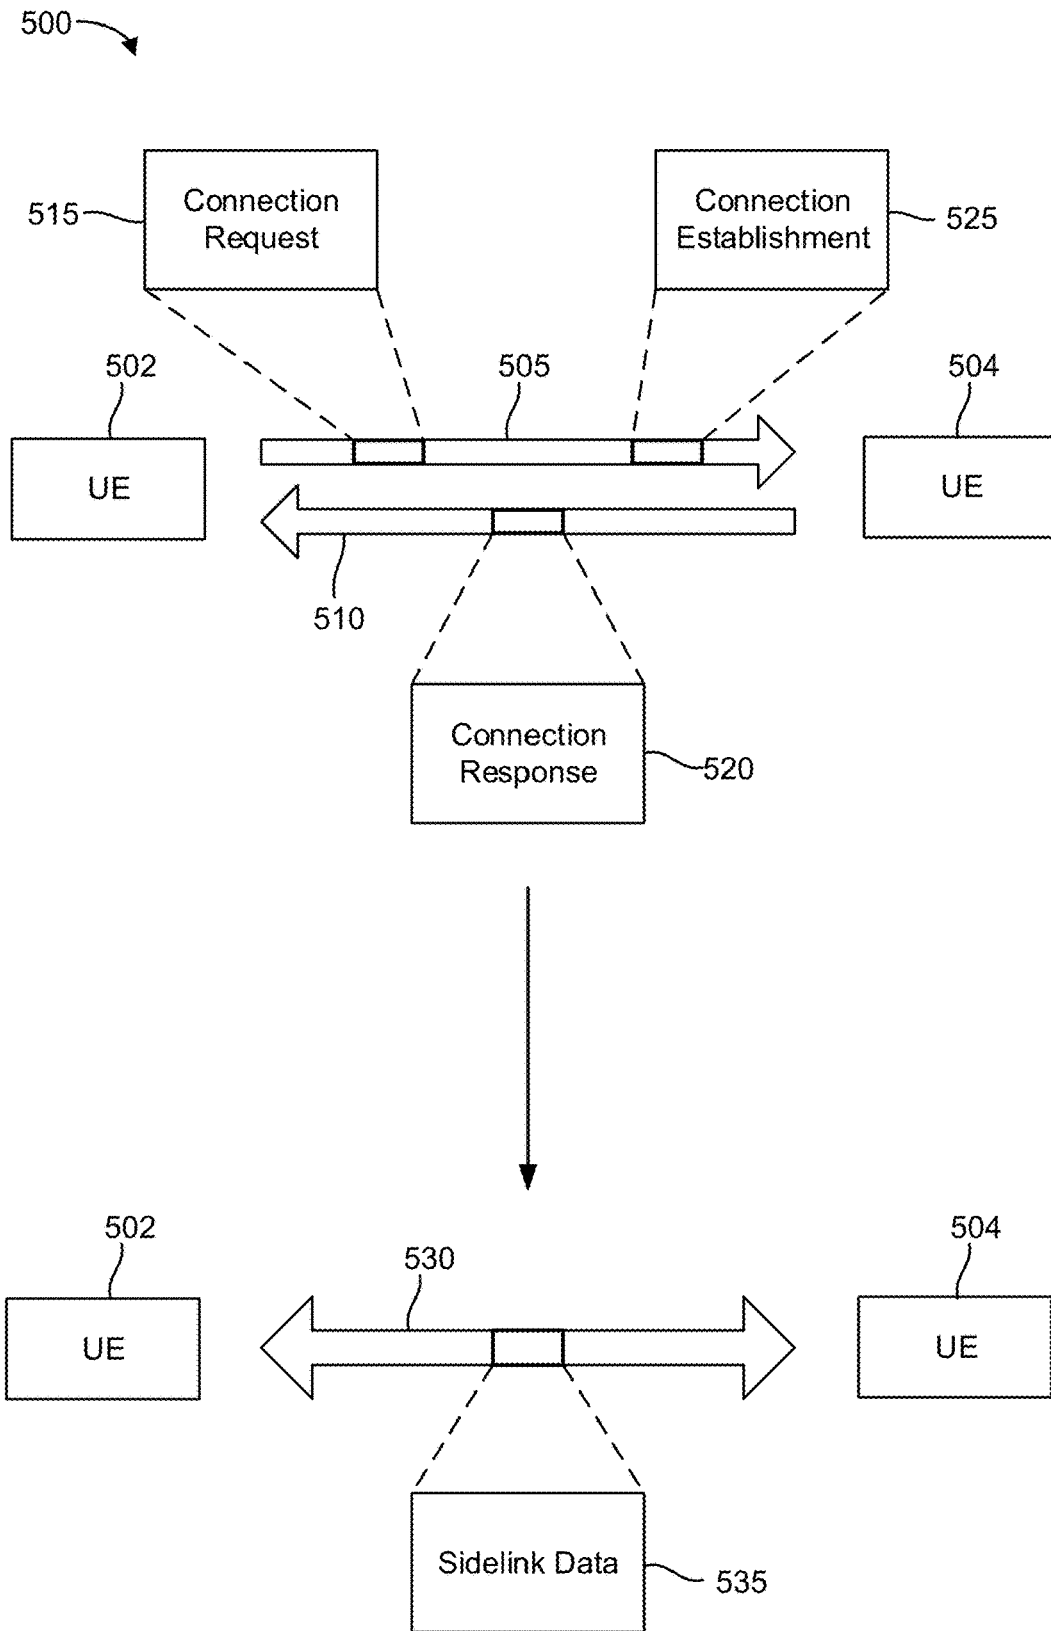 500
Connection
Request
515
Connection
Establishment
525
502
505
504
UE
UE
510
Connection
Response
520
502
530
504
UE
UE
Sidelink Data
535